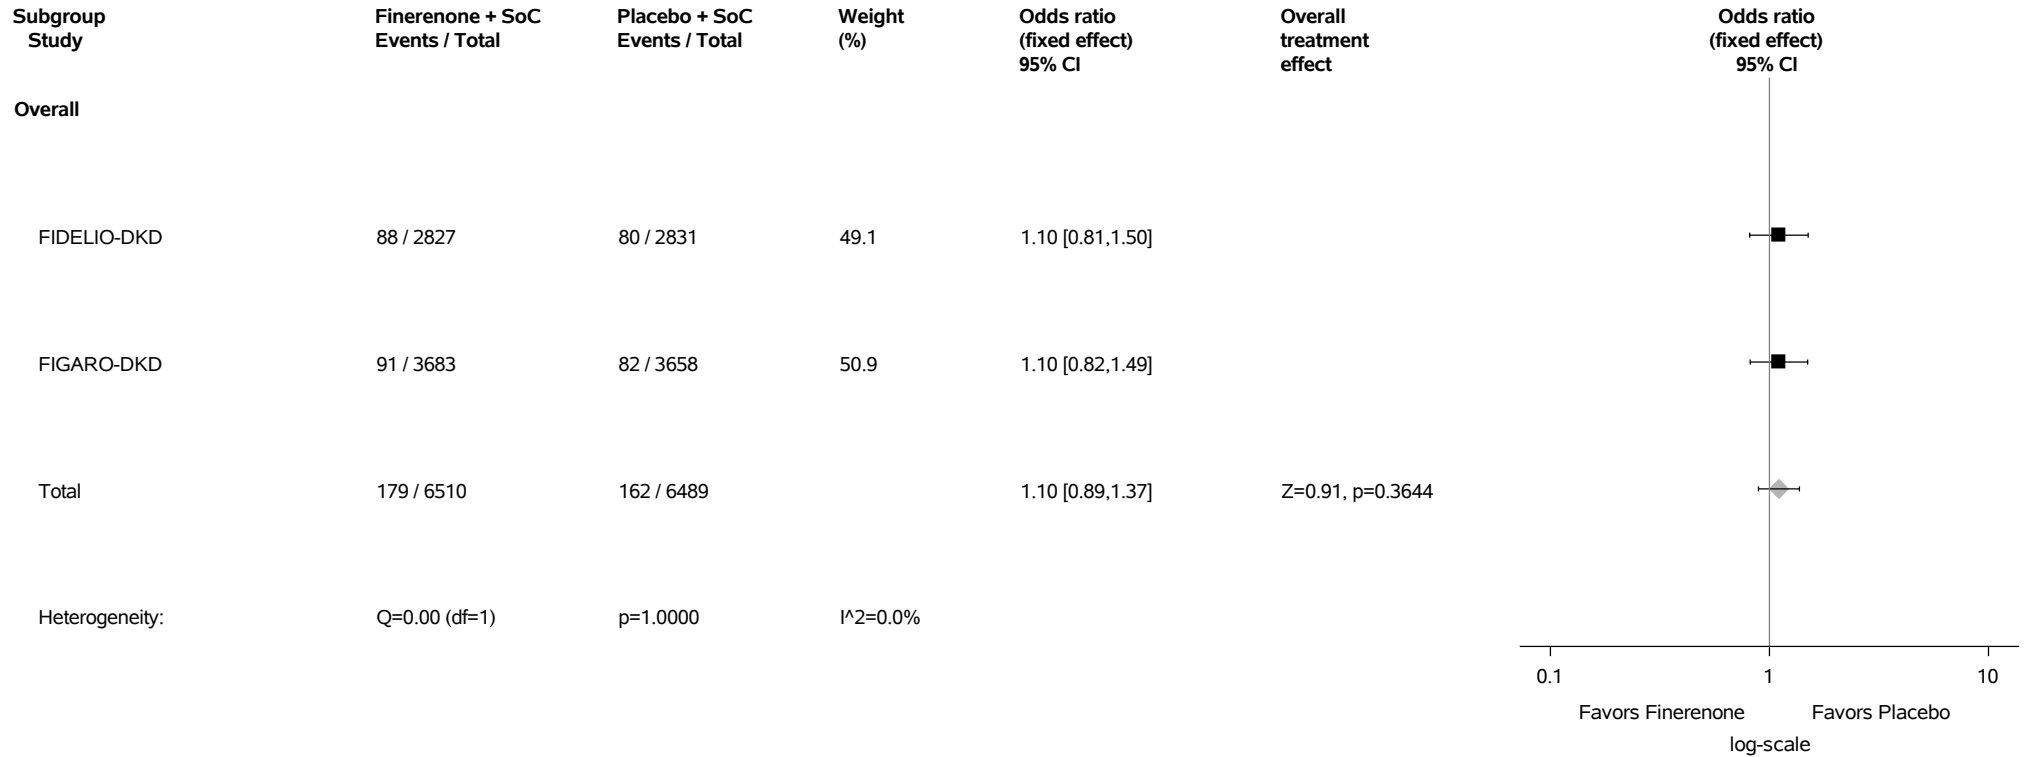 Subgroup Finerenone + SoC Placebo + SoC Weight Odds ratio Overall Odds ratio
Study Events / Total Events / Total (%) (fixed effect) treatment (fixed effect)
95% CI effect 95% CI
Overall
FIDELIO-DKD 88 / 2827 80 / 2831 49.1 1.10 [0.81,1.50]
FIGARO-DKD 91 / 3683 82 / 3658 50.9 1.10 [0.82,1.49]
Total 179 / 6510 162 / 6489 1.10 [0.89,1.37] Z=0.91, p=0.3644
Heterogeneity: Q=0.00 (df=1) p=1.0000 I^2=0.0%
0.1 1 10
Favors Finerenone Favors Placebo
log-scale